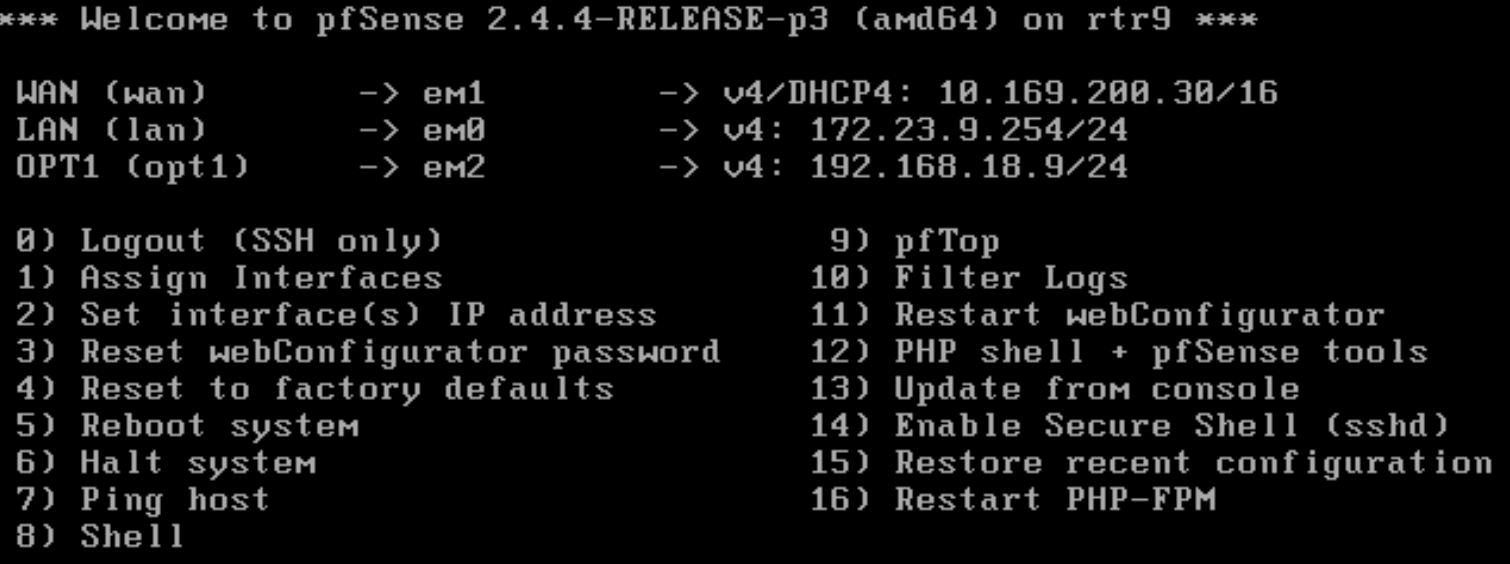 *** Welcome to pfSense 2.4.4-RELEASE-p3 (amd64) on rtr9 ***
WAN (wan) -> em1 -> v4/DHCP4: 10.169.200.30/16
LAN (lan) -> em0 -> v4: 172.23.9.254/24
OPT1 (opt1) -> em2 -> v4: 192.168.18.9/24
0) Logout (SSH only) 9) pfTop
1) Assign Interfaces 10) Filter Logs
2) Set interface(s) IP address 11) Restart webConfigurator
3) Reset webConfigurator password 12) PHP shell + pfSense tools
4) Reset to factory defaults 13) Update from console
5) Reboot system 14) Enable Secure Shell (sshd)
6) Halt system 15) Restore recent configuration
7) Ping host 16) Restart PHP-FPM
8) Shell